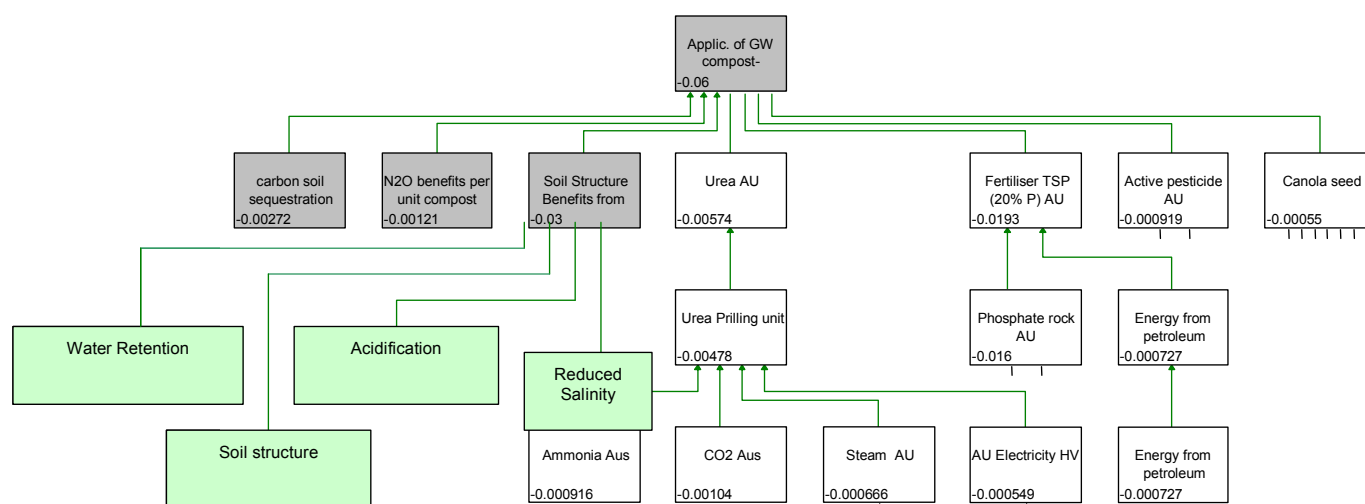 Applic. of GW
compost-
-0.06
carbon soil
sequestration
-0.00272
N2O benefits per
unit compost
-0.00121
Soil Structure
Benefits from
-0.03
Urea AU
-0.00574
Fertiliser TSP
(20% P) AU
-0.0193
Active pesticide
AU
-0.000919
Canola seed
-0.00055
Water Retention
Acidification
Reduced
Salinity
Urea Prilling unit
-0.00478
Phosphate rock
AU
-0.016
Energy from
petroleum
-0.000727
Soil structure
Ammonia Aus
-0.000916
CO2 Aus
-0.00104
Steam  AU
-0.000666
AU Electricity HV
-0.000549
Energy from
petroleum
-0.000727